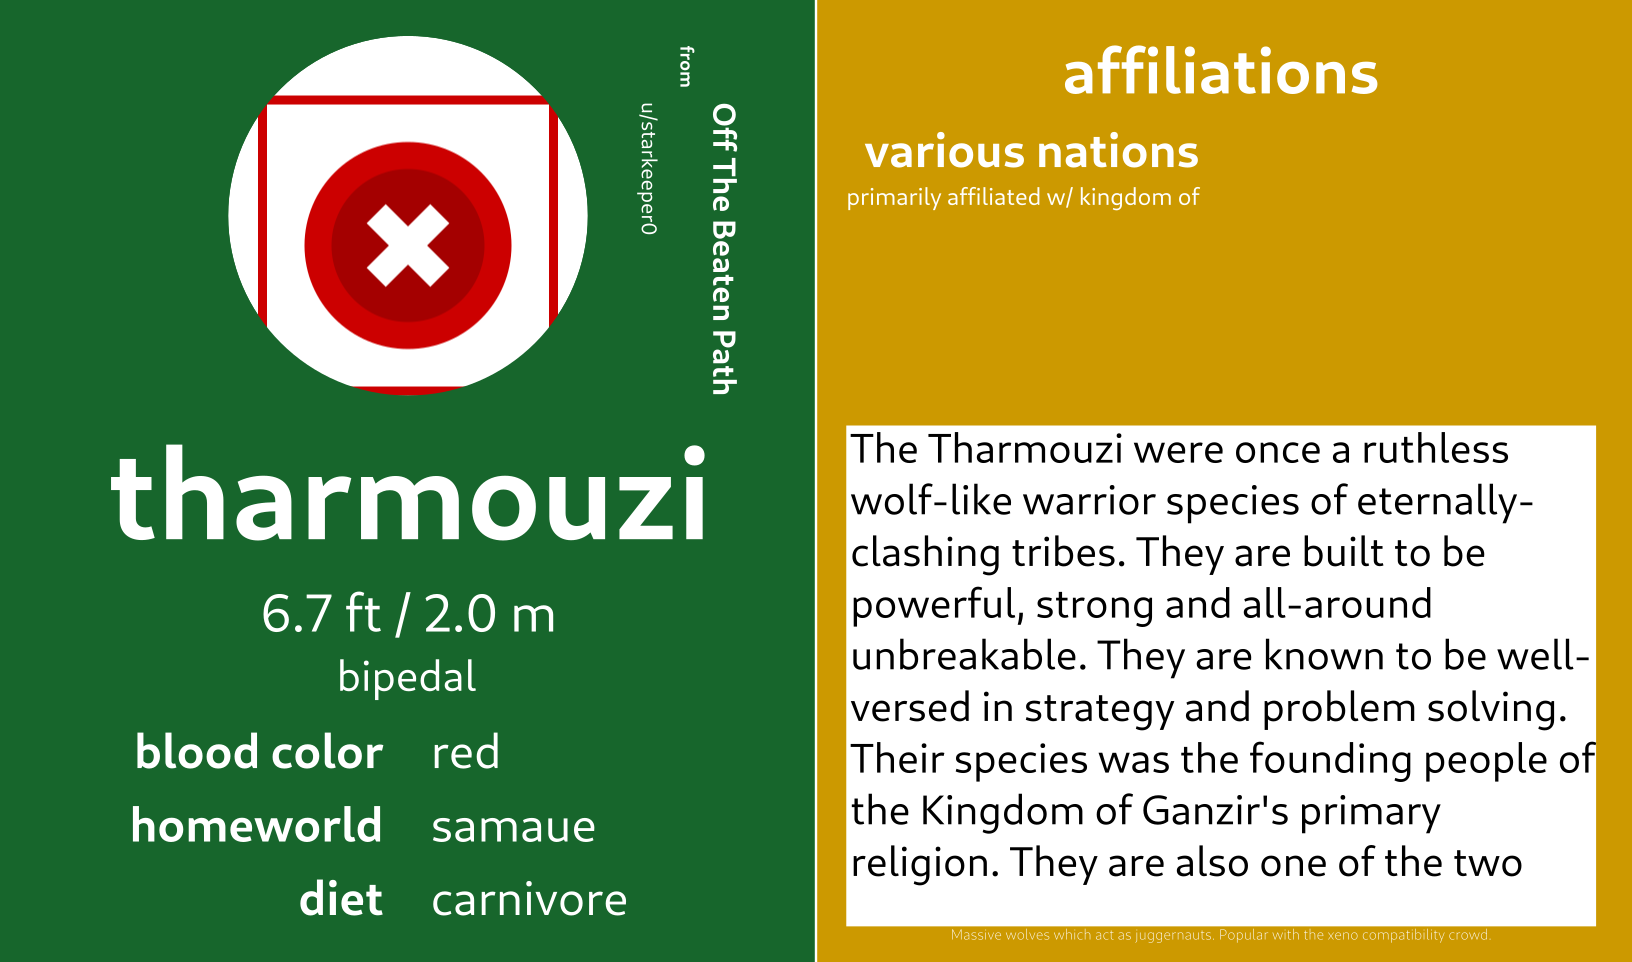 from
Off The Beaten Path
u/starkeeper0
tharmouzi
6.7 ft / 2.0 m
bipedal
blood color red
homeworld samaue
diet carnivore
affiliations
various nations
primarily affiliated w/ kingdom of
The Tharmouzi were once a ruthless
wolf-like warrior species of eternally-
clashing tribes. They are built to be
powerful, strong and all-around
unbreakable. They are known to be well-
versed in strategy and problem solving.
Their species was the founding people of
the Kingdom of Ganzir's primary
religion. They are also one of the two
Massive wolves which act as juggernauts. Popular with the xeno compatibility crowd.